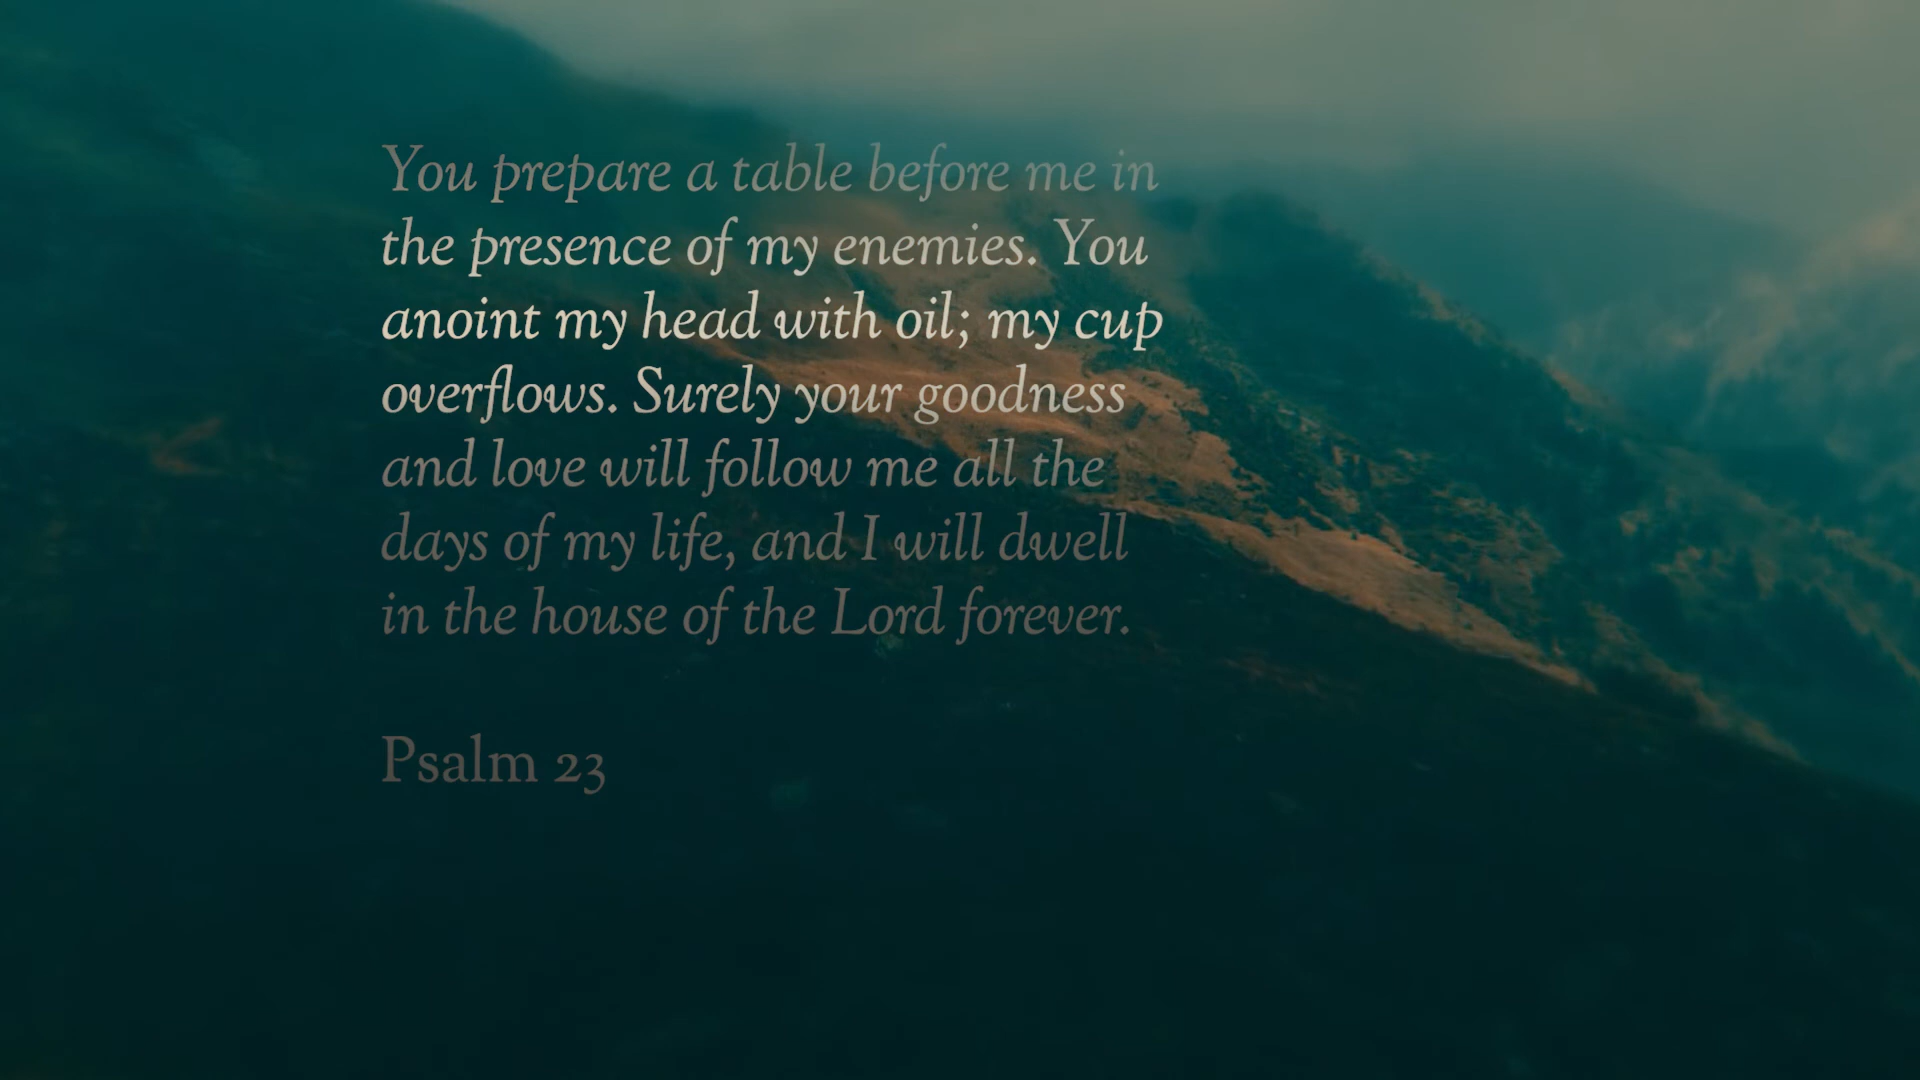 You prepare a table before me in
the presence of my enemies. You
anoint my head with oil; my cup
overflows. Surely your goodness
and love will follow me all the
days of my life, and I will dwell
in the house of the Lord forever.
Psalm 23